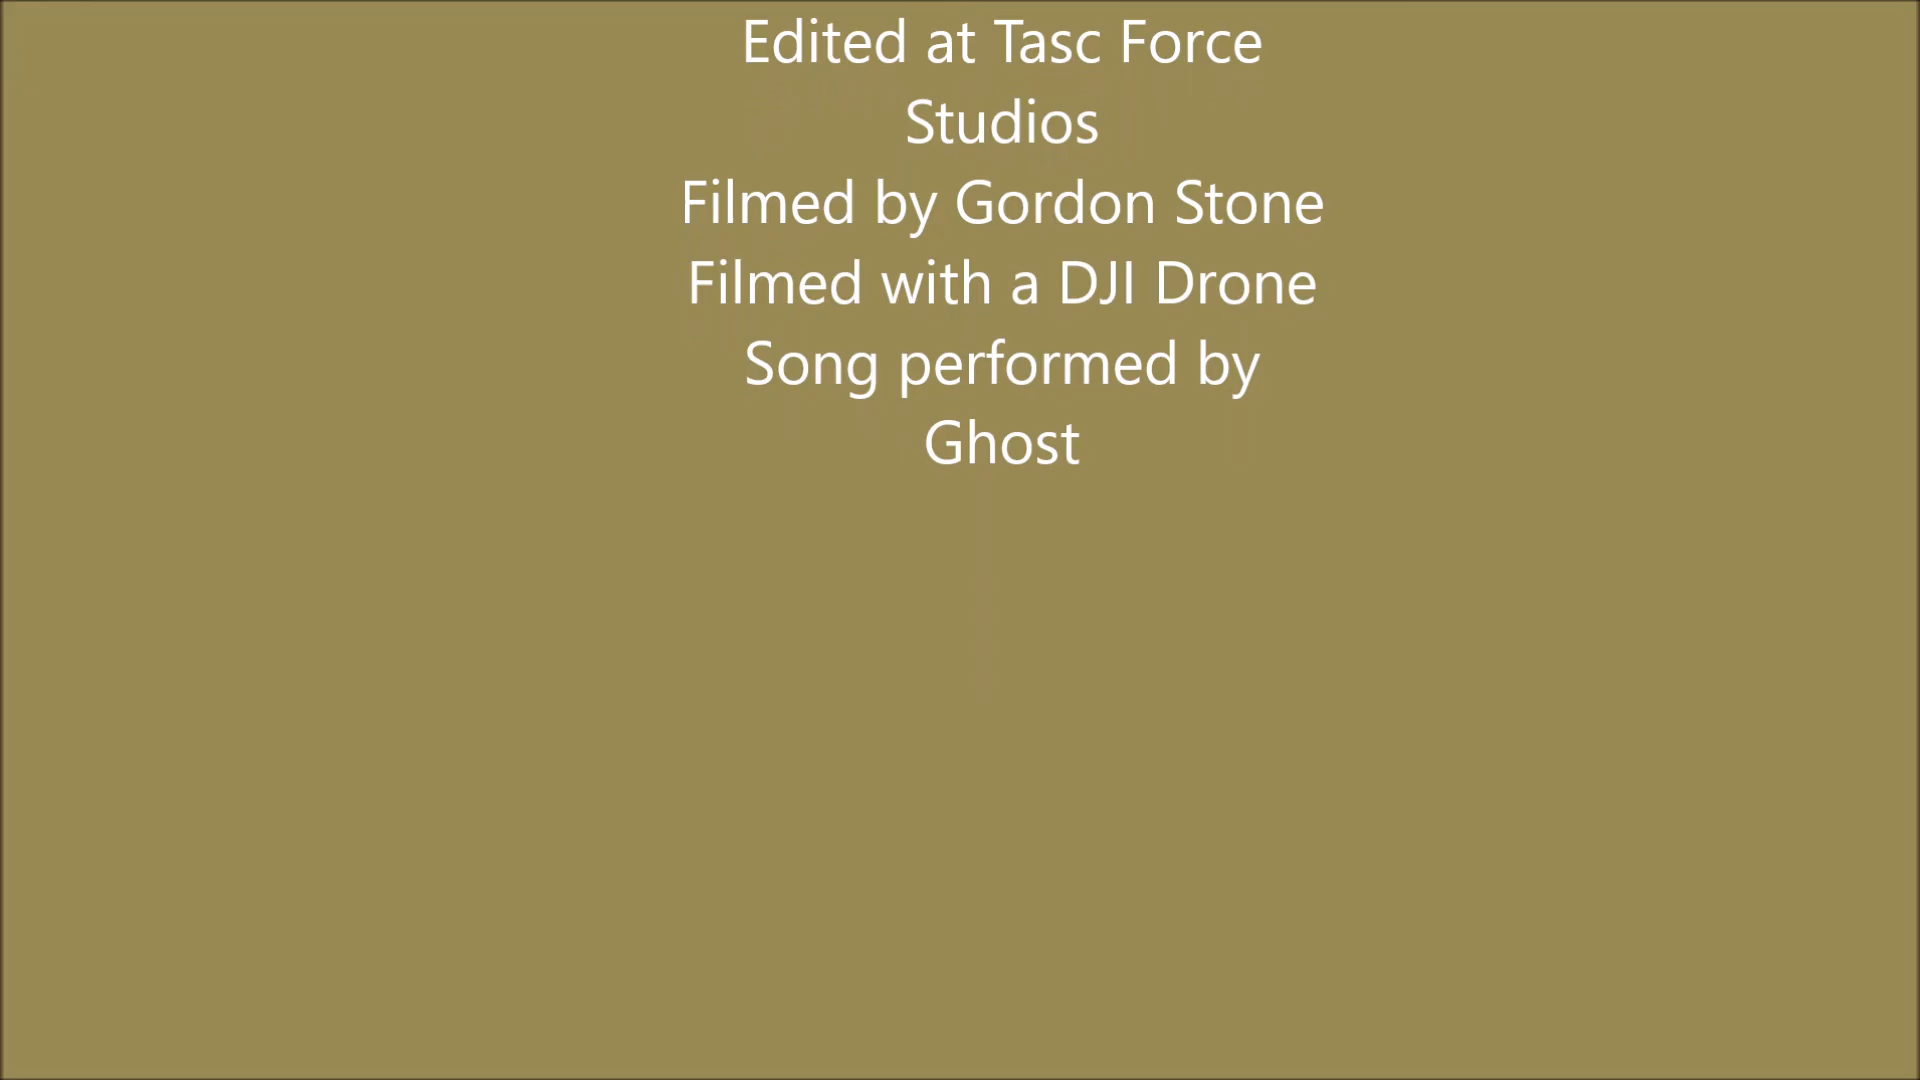 Edited at Tasc Force
Studios
Filmed by Gordon Stone
Filmed with a DJI Drone
Song performed by
Ghost